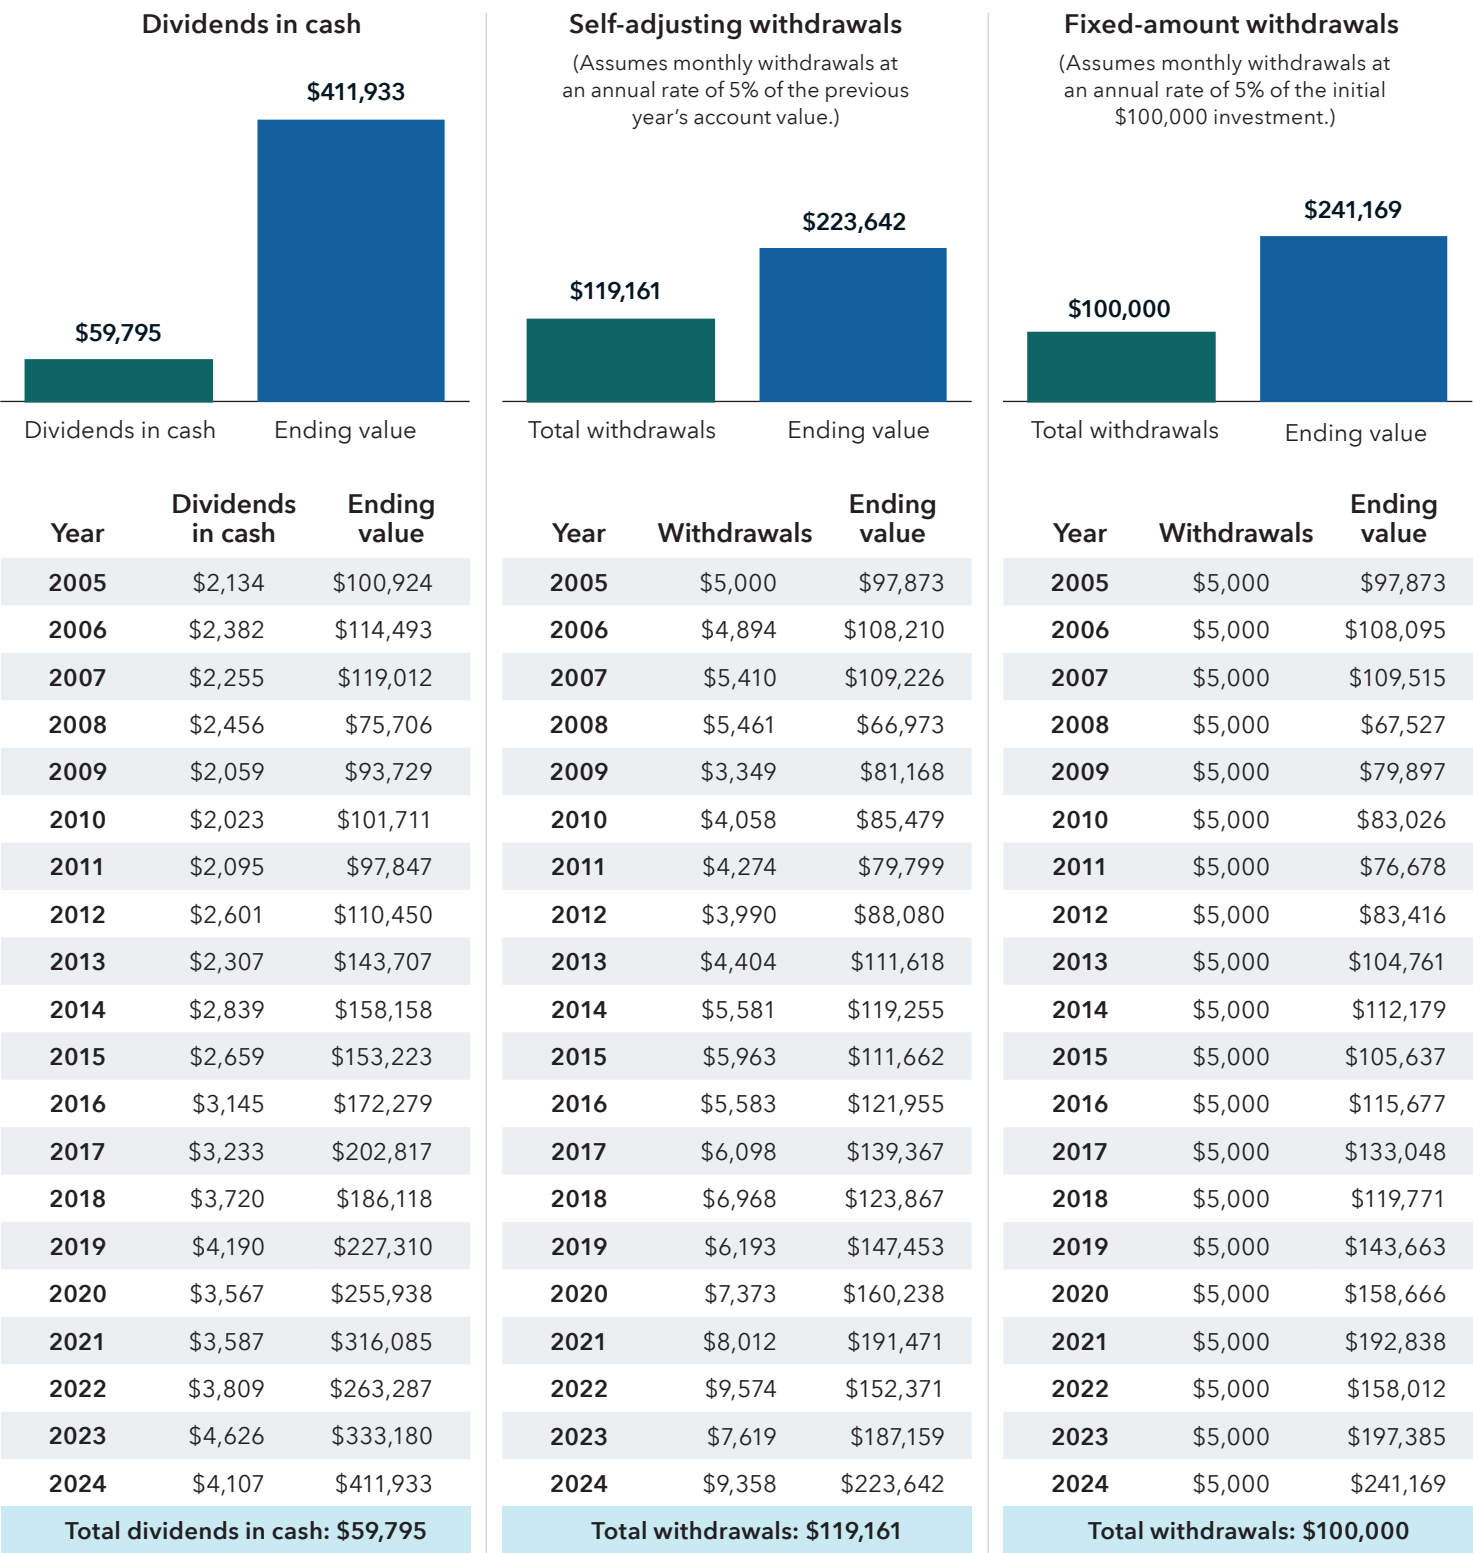 Dividends in cash
$411,933
$59,795
Dividends in cash Ending value
Year Dividends in cash Ending value
2005 $2,134 $100,924
2006 $2,382 $114,493
2007 $2,255 $119,012
2008 $2,456 $75,706
2009 $2,059 $93,729
2010 $2,023 $101,711
2011 $2,095 $97,847
2012 $2,601 $110,450
2013 $2,307 $143,707
2014 $2,839 $158,158
2015 $2,659 $153,223
2016 $3,145 $172,279
2017 $3,233 $202,817
2018 $3,720 $186,118
2019 $4,190 $227,310
2020 $3,567 $255,938
2021 $3,587 $316,085
2022 $3,809 $263,287
2023 $4,626 $333,180
2024 $4,107 $411,933
Total dividends in cash: $59,795
Self-adjusting withdrawals
(Assumes monthly withdrawals at
an annual rate of 5% of the previous
year’s account value.)
$223,642
$119,161
Total withdrawals Ending value
Year Withdrawals Ending value
2005 $5,000 $97,873
2006 $4,894 $108,210
2007 $5,410 $109,226
2008 $5,461 $66,973
2009 $3,349 $81,168
2010 $4,058 $85,479
2011 $4,274 $79,799
2012 $3,990 $88,080
2013 $4,404 $111,618
2014 $5,581 $119,255
2015 $5,963 $111,662
2016 $5,583 $121,955
2017 $6,098 $139,367
2018 $6,968 $123,867
2019 $6,193 $147,453
2020 $7,373 $160,238
2021 $8,012 $191,471
2022 $9,574 $152,371
2023 $7,619 $187,159
2024 $9,358 $223,642
Total withdrawals: $119,161
Fixed-amount withdrawals
(Assumes monthly withdrawals at
an annual rate of 5% of the initial
$100,000 investment.)
$241,169
$100,000
Total withdrawals Ending value
Year Withdrawals Ending value
2005 $5,000 $97,873
2006 $5,000 $108,095
2007 $5,000 $109,515
2008 $5,000 $67,527
2009 $5,000 $79,897
2010 $5,000 $83,026
2011 $5,000 $76,678
2012 $5,000 $83,416
2013 $5,000 $104,761
2014 $5,000 $112,179
2015 $5,000 $105,637
2016 $5,000 $115,677
2017 $5,000 $133,048
2018 $5,000 $119,771
2019 $5,000 $143,663
2020 $5,000 $158,666
2021 $5,000 $192,838
2022 $5,000 $158,012
2023 $5,000 $197,385
2024 $5,000 $241,169
Total withdrawals: $100,000